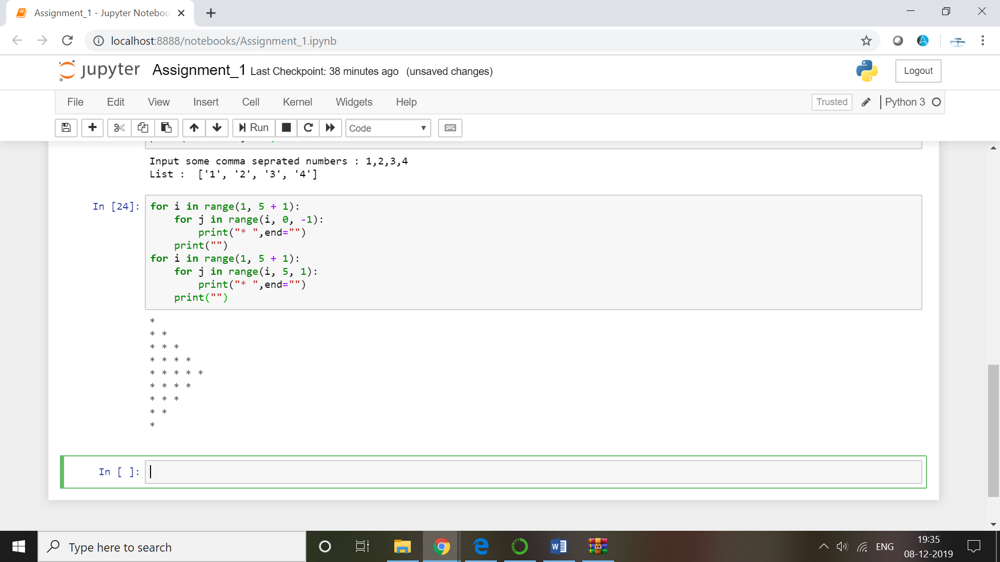 Assignment_1 - Jupyter Noteboo
localhost:8888/notebooks/Assignment_1.ipynb
jupyter Assignment_1 Last Checkpoint: 38 minutes ago (unsaved changes) Logout
File Edit View Insert Cell Kernel Widgets Help Trusted Python 3
Run Code
Input some comma seprated numbers : 1,2,3,4
List :  ['1', '2', '3', '4']
In [24]: for i in range(1, 5 + 1):
    for j in range(i, 0, -1):
        print("* ",end="")
    print("")
for i in range(1, 5 + 1):
    for j in range(i, 5, 1):
        print("* ",end="")
    print("")
*
* *
* * *
* * * *
* * * * *
* * * *
* * *
* *
*
In [ ]:
Type here to search ENG 19:35
08-12-2019